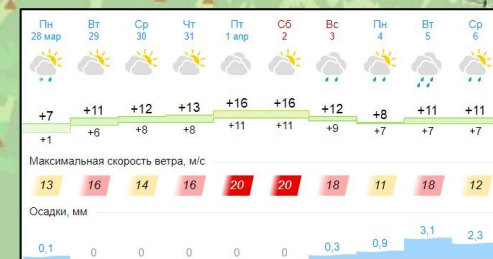 Пн Вт Ср Чт Пт Сб Вс Пн Вт Ср
28 мар 29 30 31 1 апр 2 3 4 5 6
+7 +11 +12 +13 +16 +16 +12 +8 +11 +11
+1 +6 +8 +8 +11 +11 +9 +7 +7 +7
Максимальная скорость ветра, м/с
13 16 14 16 20 20 18 11 18 12
Осадки, мм
0,1 0 0 0 0 0 0,3 0,9 3,1 2,3